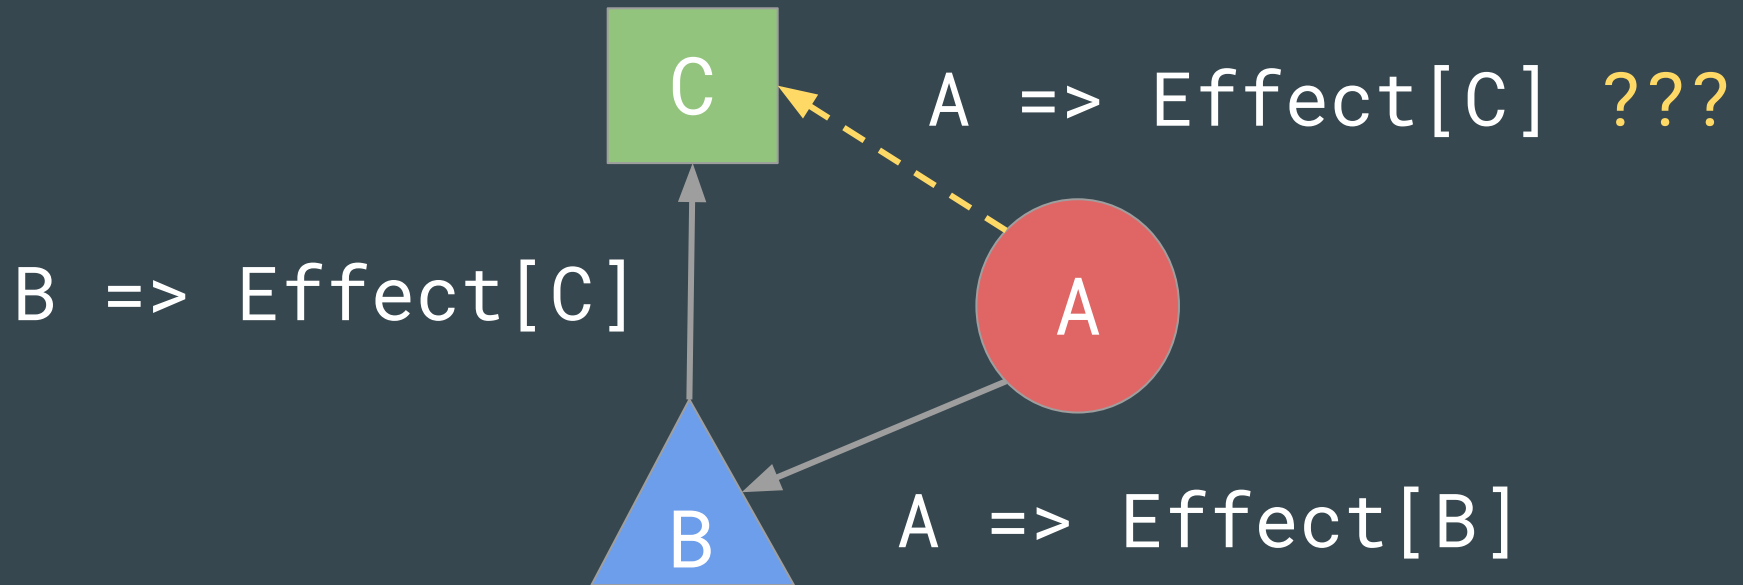 C
A => Effect[C] ???
B => Effect[C]
A
B
A => Effect[B]